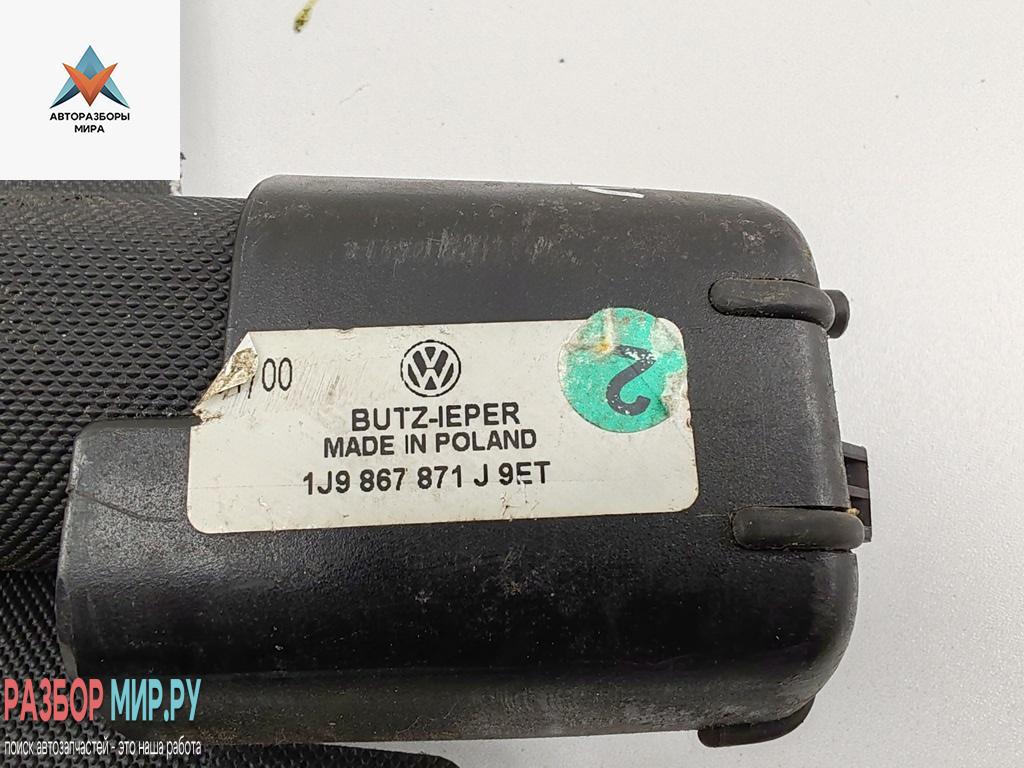 АВТОРАЗБОРЫ
МИРА
/00
2
BUTZ-IEPER
MADE IN POLAND
1J9 867 871 J 9ET
РАЗБОР МИР.РУ
поиск автозапчастей - это наша работа